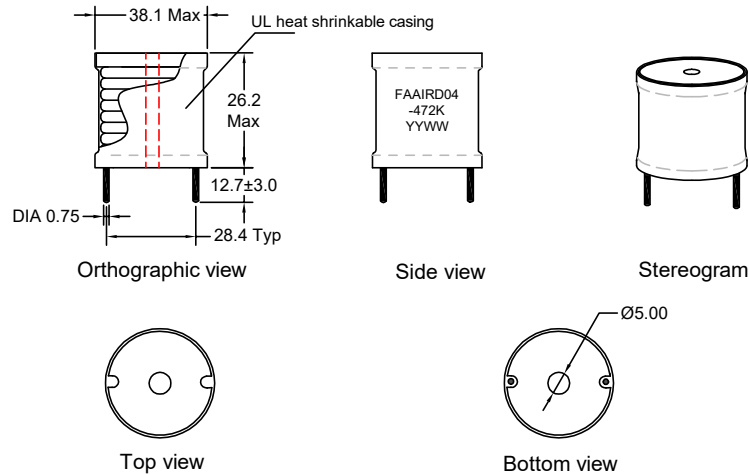 38.1 Max
UL heat shrinkable casing
26.2
Max
12.7±3.0
DIA 0.75
28.4 Typ
Orthographic view
FAAIRD04
-472K
YYWW
Side view
Stereogram
Top view
Ø5.00
Bottom view